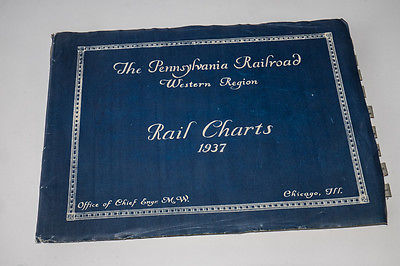 The Pennsylvania Railroad
Western Region
Rail Charts
1937
Office of Chief Engr. M.W.
Chicago, Ill.